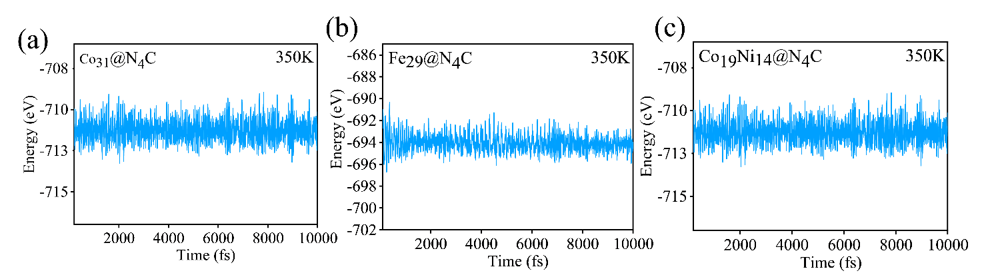 (a)
Co31@N4C 350K
-708
-710
-713
-715
Energy (eV)
2000 4000 6000 8000 10000
Time (fs)
(b)
Fe29@N4C 350K
-686
-688
-690
-692
-694
-696
-698
-700
-702
Energy (eV)
2000 4000 6000 8000 10000
Time (fs)
(c)
Co19Ni14@N4C 350K
-708
-710
-713
-715
Energy (eV)
2000 4000 6000 8000 10000
Time (fs)